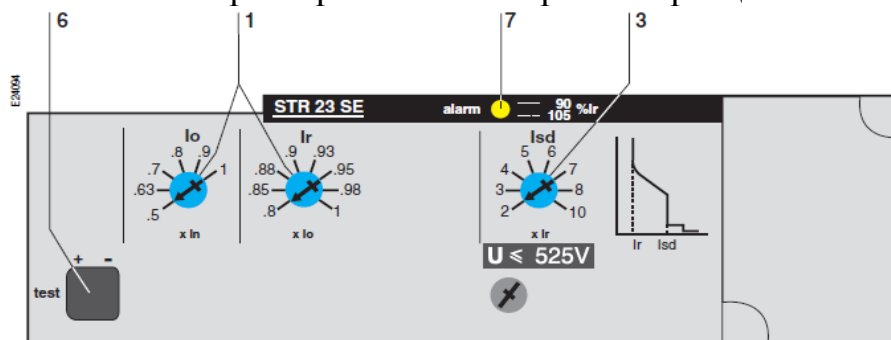 6 1 7 3
E24094
STR 23 SE alarm 90 %Ir
105
Io Ir Isd
.5 .63 .7 .8 .9 1
.8 .85 .88 .9 .93 .95 .98 1
2 3 4 5 6 7 8 10
x In x Io x Ir
Ir Isd
U ⩽ 525V
+ -
test